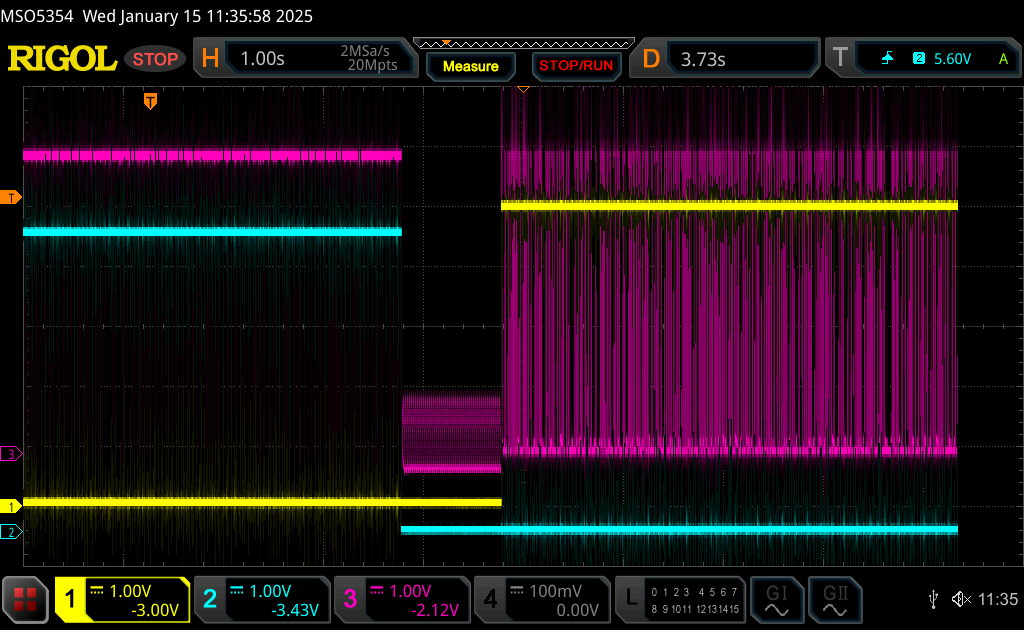 MSO5354 Wed January 15 11:35:58 2025
RIGOL STOP H 1.00s 2MSa/s 20Mpts Measure STOP/RUN D 3.73s T 2 5.60V A
T
T
3
1
2
1 1.00V -3.00V
2 1.00V -3.43V
3 1.00V -2.12V
4 100mV 0.00V
L 0 1 2 3 4 5 6 7
8 9 10 11 12 13 14 15
GI
GII
11:35